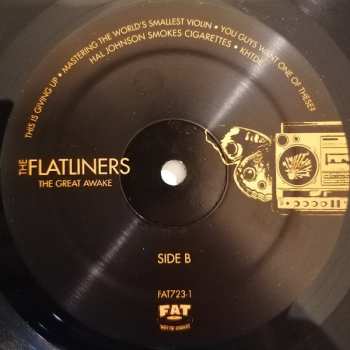 THIS IS GIVING UP • MASTERING THE WORLD'S SMALLEST VIOLIN • YOU GUYS WANT ONE OF THESE?
HAL JOHNSON SMOKES CIGARETTES • KHTDR
THE FLATLINERS
THE GREAT AWAKE
SIDE B
FAT723-1
FAT